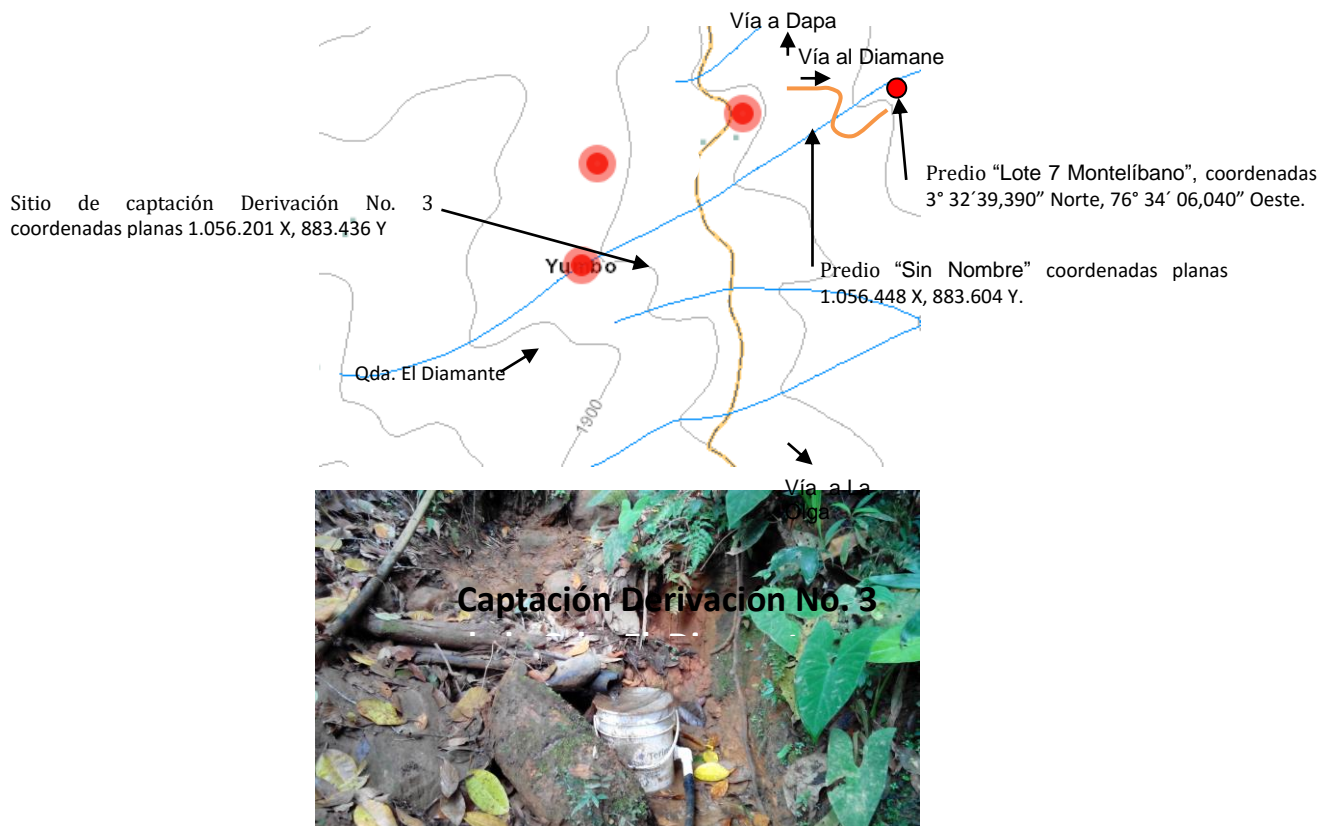 Vía a Dapa
Vía al Diamane
Predio “Lote 7 Montelíbano”, coordenadas
3° 32´39,390” Norte, 76° 34´ 06,040” Oeste.
Sitio de captación Derivación No. 3
coordenadas planas 1.056.201 X, 883.436 Y
Yumbo
Predio “Sin Nombre” coordenadas planas
1.056.448 X, 883.604 Y.
Qda. El Diamante
1900
Vía a La
Olga
Captación Derivación No. 3